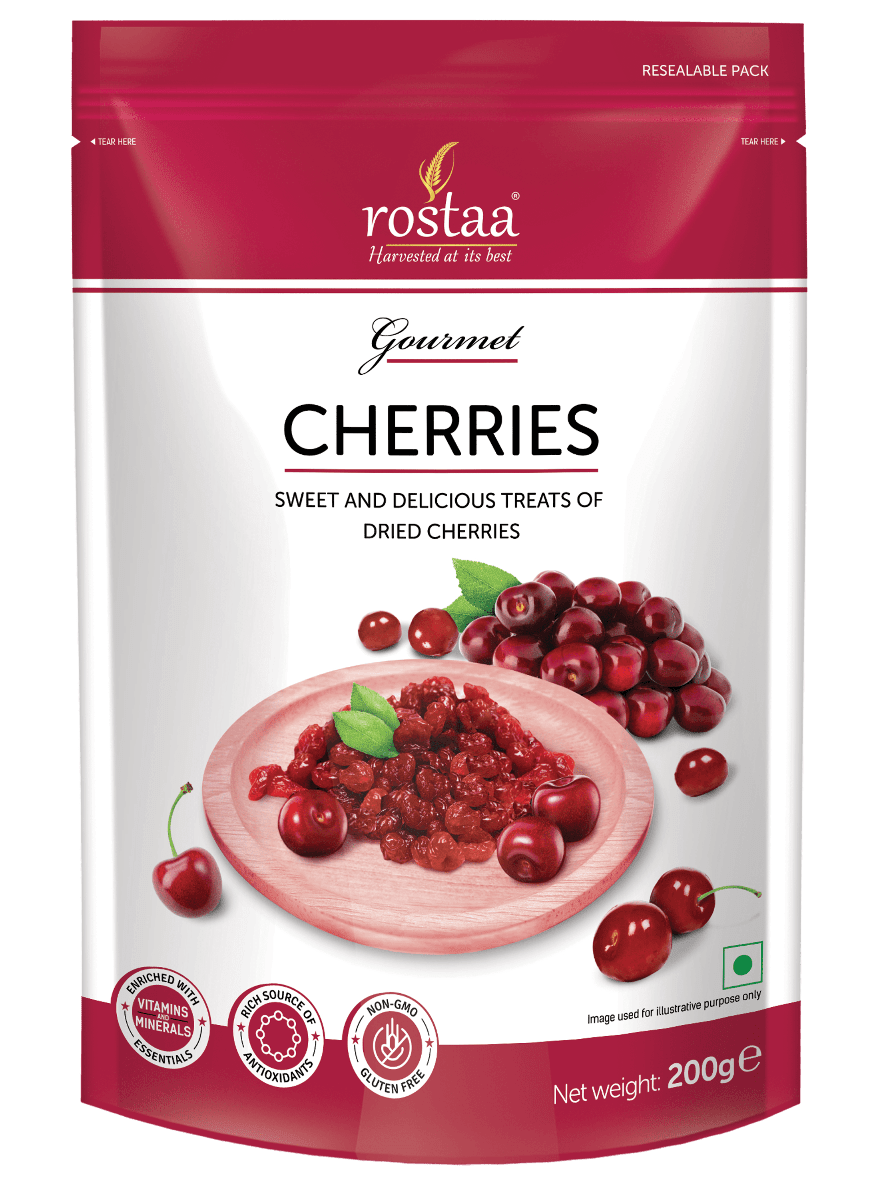 RESEALABLE PACK
TEAR HERE
TEAR HERE
rostaa®
Harvested at its best
Gourmet
CHERRIES
SWEET AND DELICIOUS TREATS OF
DRIED CHERRIES
ENRICHED WITH
VITAMINS
AND
MINERALS
ESSENTIALS
RICH SOURCE OF
ANTIOXIDANTS
NON-GMO
GLUTEN FREE
Image used for illustrative purpose only
Net weight: 200g℮